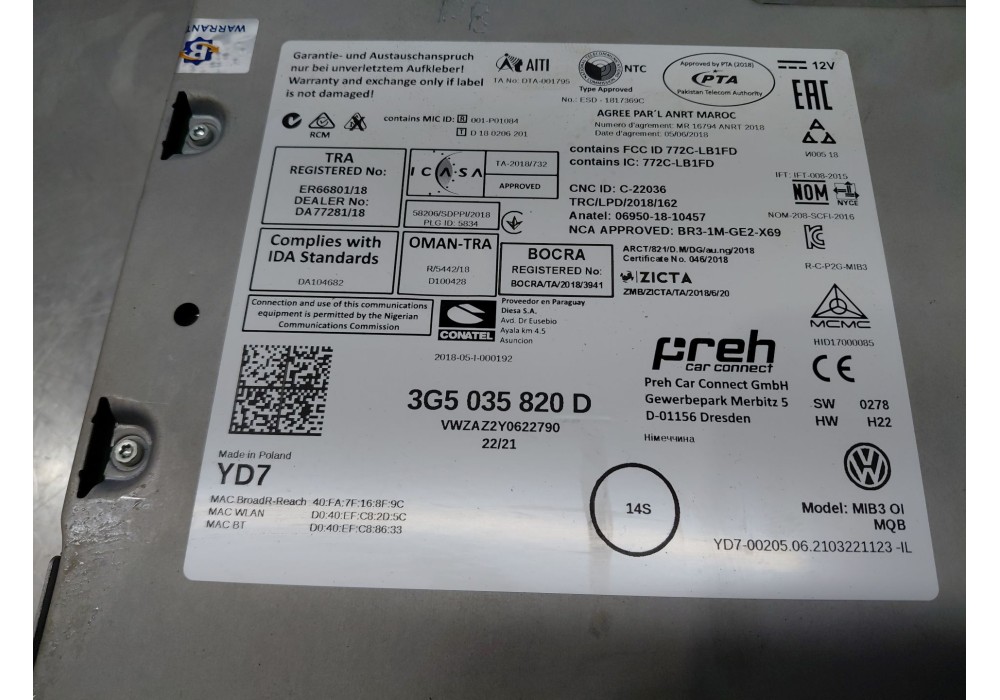 WARRANT
Garantie- und Austauschanspruch
nur bei unverletztem Aufkleber!
Warranty and exchange only if label
is not damaged!
AITI
TA No: DTA-001795
NTC
Type Approved
No.: ESD - 1817369C
Approved by PTA (2018)
PTA
Pakistan Telecom Authority
12V
EAC
RCM
contains MIC ID: R 001-P01084
T D 18 0206 201
AGREE PAR'L ANRT MAROC
Numero d'agrement: MR 16794 ANRT 2018
Date d'agrement: 05/06/2018
contains FCC ID 772C-LB1FD
contains IC: 772C-LB1FD
И005 18
IFT: IFT-008-2015
NOM
NYCE
NOM-208-SCFI-2016
TRA
REGISTERED No:
ER66801/18
DEALER No:
DA77281/18
ICASA
TA-2018/732
APPROVED
58206/SDPPI/2018
PLG ID: 5834
CNC ID: C-22036
TRC/LPD/2018/162
Anatel: 06950-18-10457
NCA APPROVED: BR3-1M-GE2-X69
R-C-P2G-MIB3
Complies with
IDA Standards
DA104682
OMAN-TRA
R/5442/18
D100428
BOCRA
REGISTERED No:
BOCRA/TA/2018/3941
ARCT/821/D.M/DG/au.ng/2018
Certificate No. 046/2018
ZICTA
ZMB/ZICTA/TA/2018/6/20
Connection and use of this communications
equipment is permitted by the Nigerian
Communications Commission
CONATEL
Proveedor en Paraguay
Diesa S.A.
Avd. Dr Eusebio
Ayala km 4.5
Asuncion
2018-05-I-000192
MCMC
HID17000085
preh
car connect
Preh Car Connect GmbH
Gewerbepark Merbitz 5
D-01156 Dresden
Німеччина
CE
SW 0278
HW H22
3G5 035 820 D
VWZAZ2Y0622790
22/21
Made in Poland
YD7
MAC BroadR-Reach 40:FA:7F:16:8F:9C
MAC WLAN D0:40:EF:C8:2D:5C
MAC BT D0:40:EF:C8:86:33
14S
Model: MIB3 OI
MQB
YD7-00205.06.2103221123 -IL